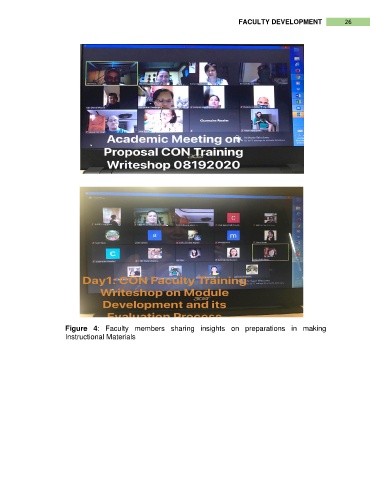 FACULTY DEVELOPMENT 26
Academic Meeting on
Proposal CON Training
Writeshop 08192020
C
a
m
C
Day1: CON Faculty Training
Writeshop on Module
Development and its
Evaluation Process
Figure 4: Faculty members sharing insights on preparations in making
Instructional Materials